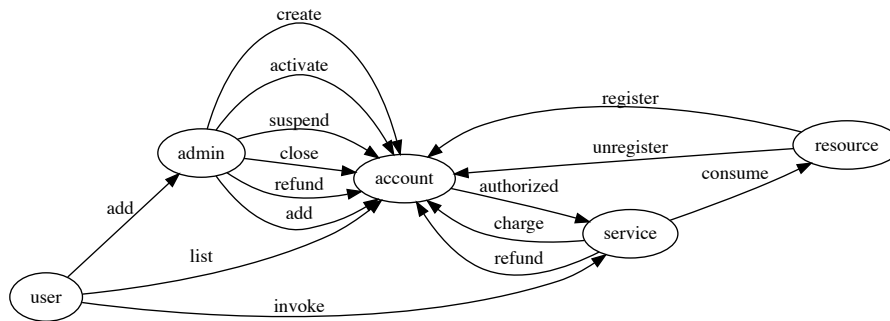 create
activate
suspend
admin
close
refund
add
account
register
unregister
resource
authorized
consume
charge
service
refund
add
list
user
invoke